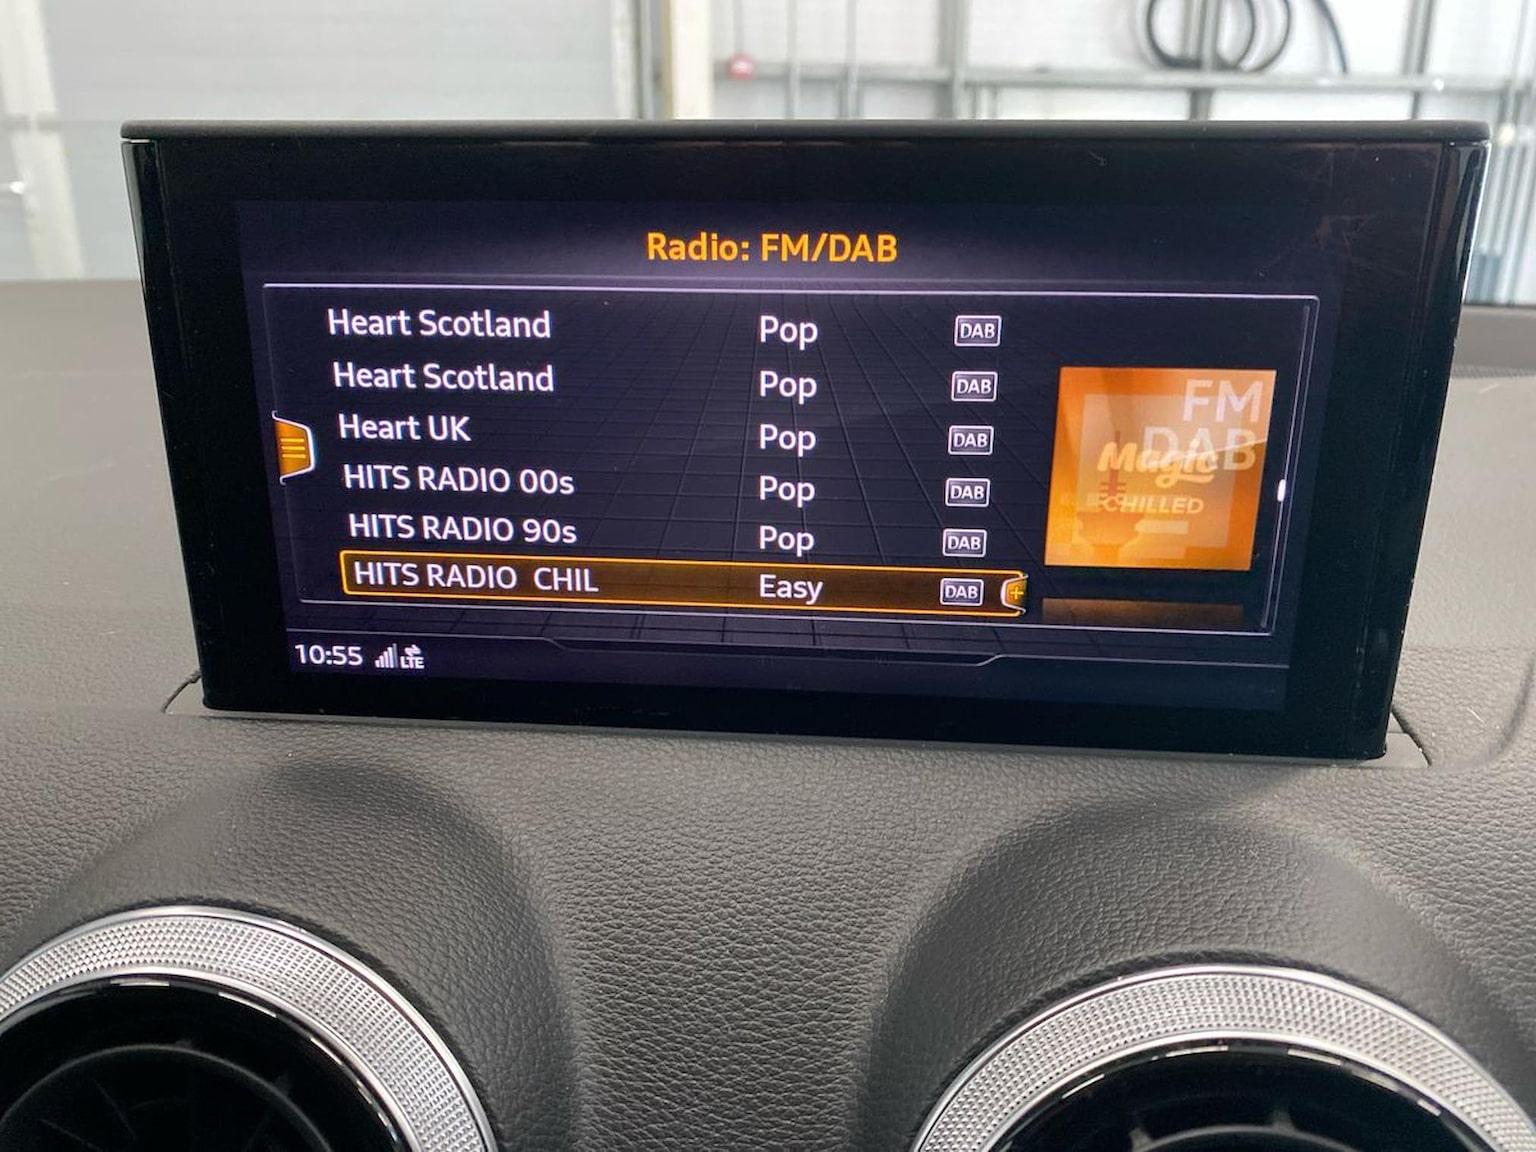 Radio: FM/DAB
Heart Scotland Pop DAB
Heart Scotland Pop DAB
Heart UK Pop DAB
HITS RADIO 00s Pop DAB
HITS RADIO 90s Pop DAB
HITS RADIO CHIL Easy DAB
FM
DAB
Magic
CHILLED
10:55 LTE